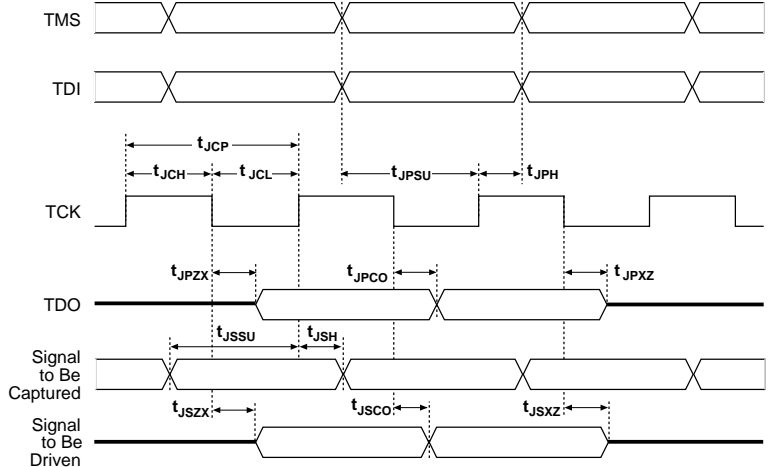 TMS
TDI
tJCP
tJCH
tJCL
tJPSU
tJPH
TCK
tJPZX
tJPCO
tJPXZ
TDO
tJSSU
tJSH
Signal
to Be
Captured
tJSZX
tJSCO
tJSXZ
Signal
to Be
Driven